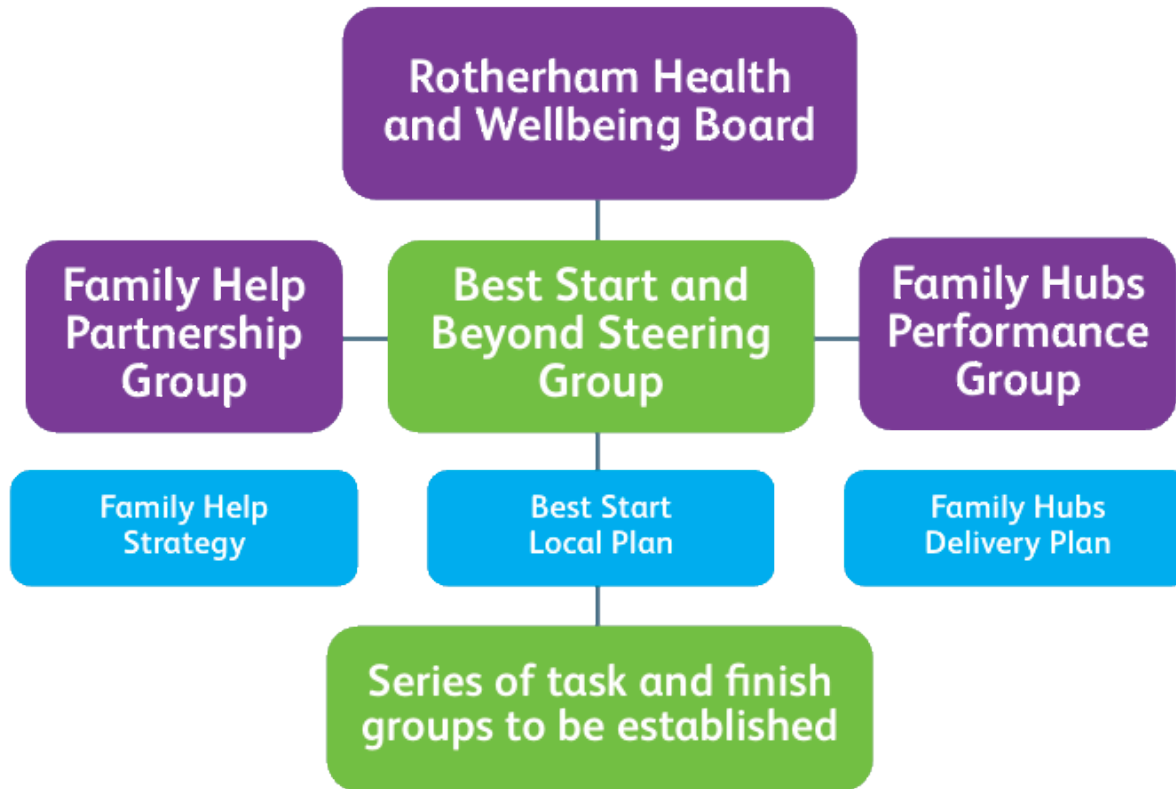 Rotherham Health
and Wellbeing Board
Family Help
Partnership
Group
Best Start and
Beyond Steering
Group
Family Hubs
Performance
Group
Family Help
Strategy
Best Start
Local Plan
Family Hubs
Delivery Plan
Series of task and finish
groups to be established